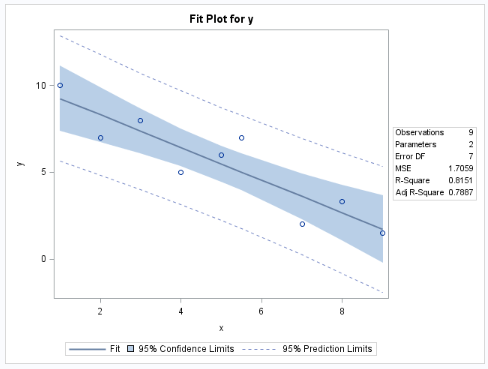 Fit Plot for y
10
5
0
y
2 4 6 8
x
Observations 9
Parameters 2
Error DF 7
MSE 1.7059
R-Square 0.8151
Adj R-Square 0.7887
Fit 95% Confidence Limits 95% Prediction Limits